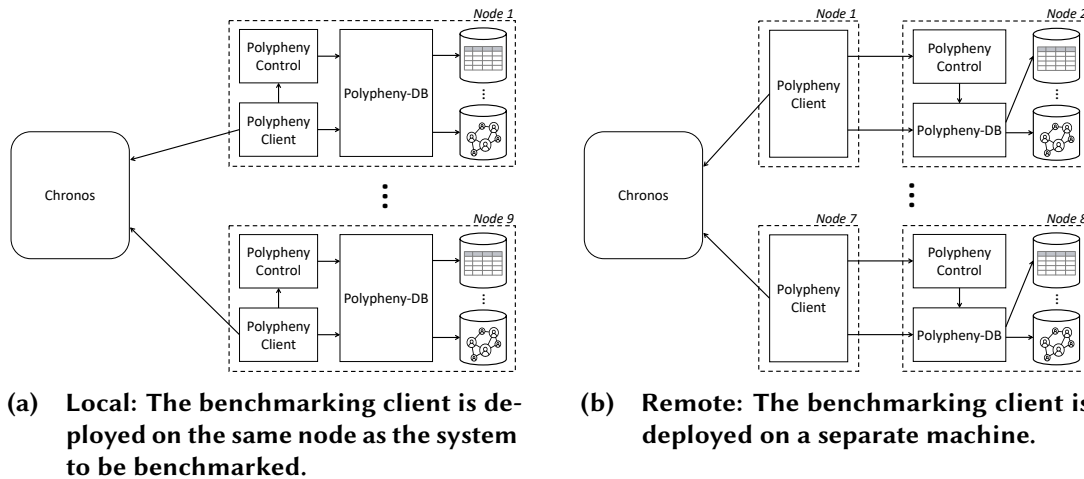 Node 1
Polypheny
Control
Polypheny-DB
Polypheny
Client
Chronos
Node 9
Polypheny
Control
Polypheny-DB
Polypheny
Client
(a) Local: The benchmarking client is de-
ployed on the same node as the system
to be benchmarked.
Node 1
Node 2
Polypheny
Client
Polypheny
Control
Polypheny-DB
Chronos
Node 7
Node 8
Polypheny
Client
Polypheny
Control
Polypheny-DB
(b) Remote: The benchmarking client is
deployed on a separate machine.